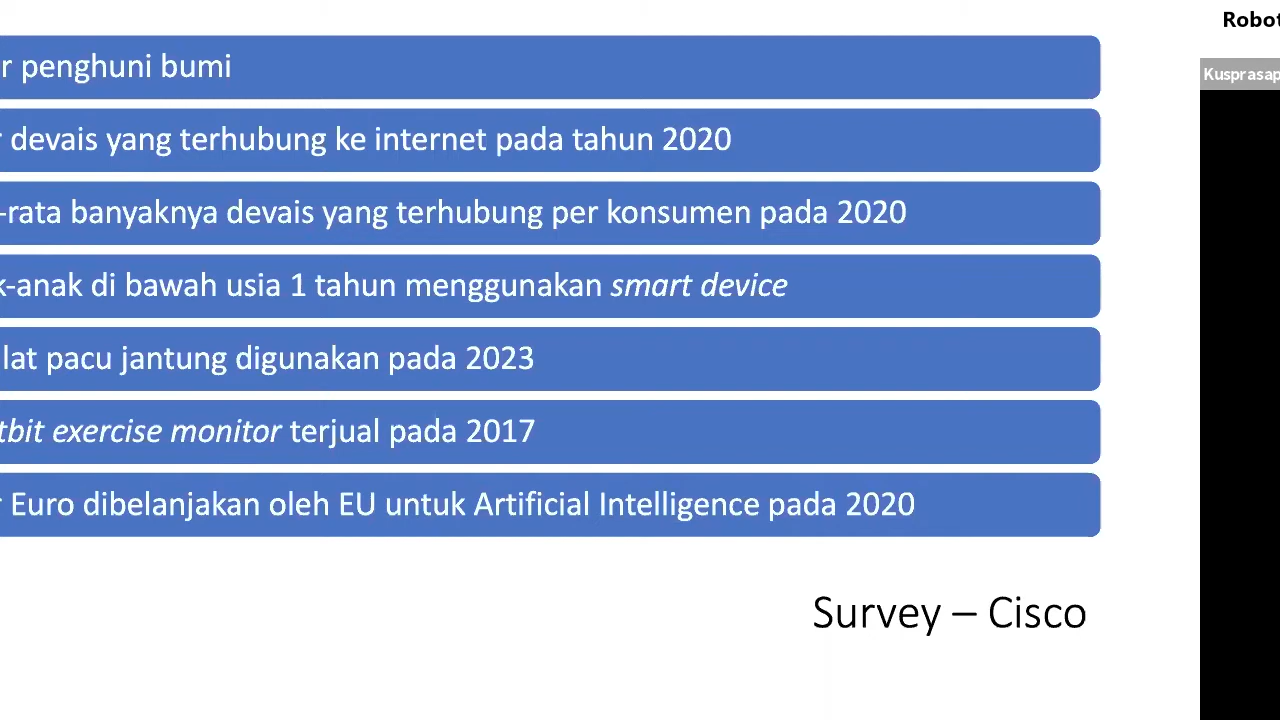 r penghuni bumi
devais yang terhubung ke internet pada tahun 2020
-rata banyaknya devais yang terhubung per konsumen pada 2020
-anak di bawah usia 1 tahun menggunakan smart device
lat pacu jantung digunakan pada 2023
tbit exercise monitor terjual pada 2017
Euro dibelanjakan oleh EU untuk Artificial Intelligence pada 2020
Survey – Cisco
Robot
Kusprasap